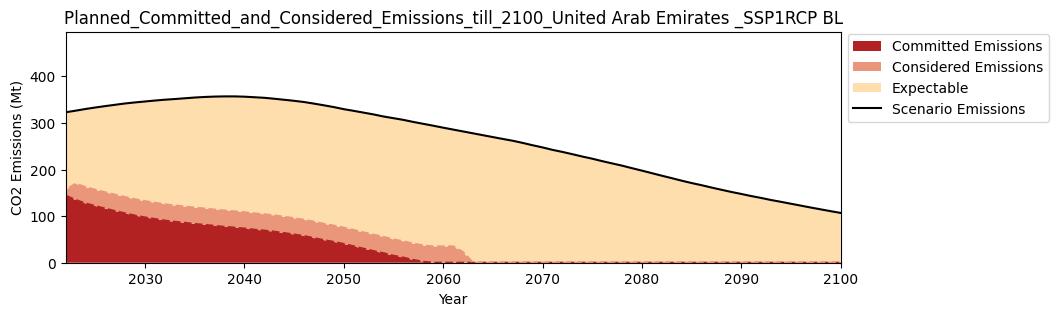 Planned_Committed_and_Considered_Emissions_till_2100_United Arab Emirates _SSP1RCP BL
Committed Emissions
Considered Emissions
Expectable
Scenario Emissions
CO2 Emissions (Mt)
400
300
200
100
0
2030 2040 2050 2060 2070 2080 2090 2100
Year